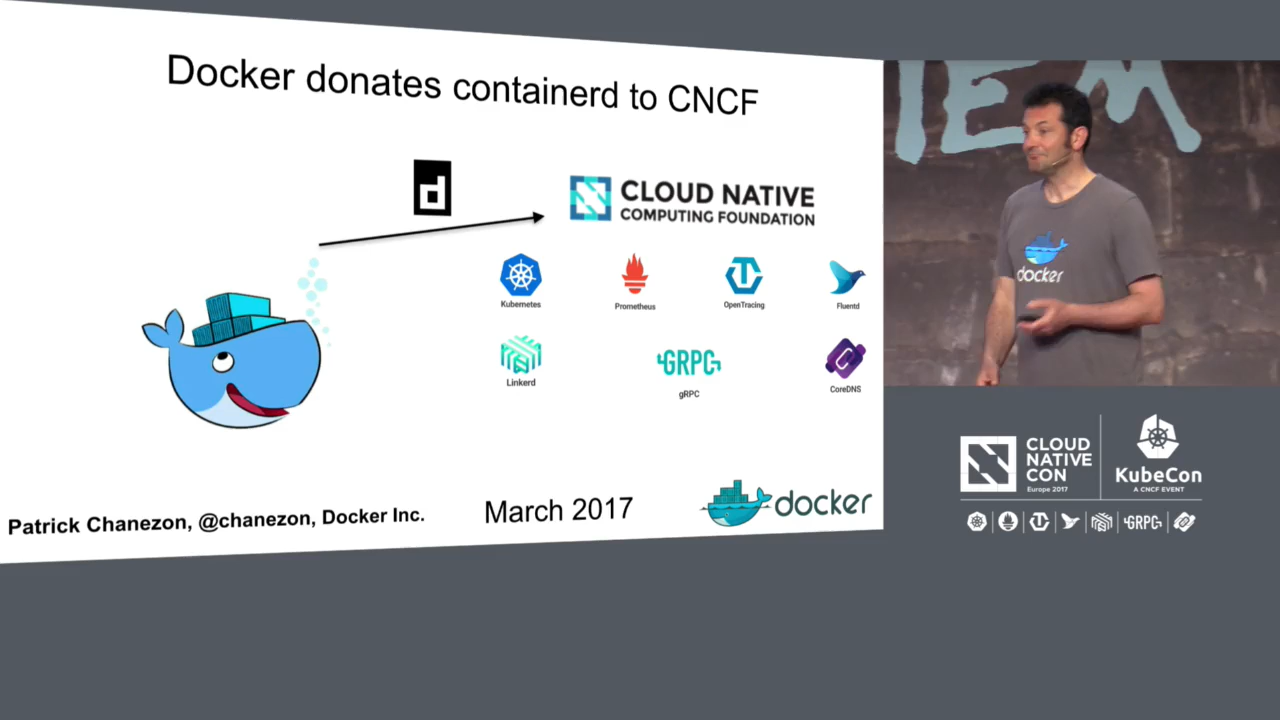 Docker donates containerd to CNCF
d
CLOUD NATIVE
COMPUTING FOUNDATION
Kubernetes
Prometheus
OpenTracing
Fluentd
Linkerd
gRPC
gRPC
CoreDNS
Patrick Chanezon, @chanezon, Docker Inc.
March 2017
docker
TEM
docker
CLOUD
NATIVE
CON
Europe 2017
KubeCon
A CNCF EVENT
gRPC